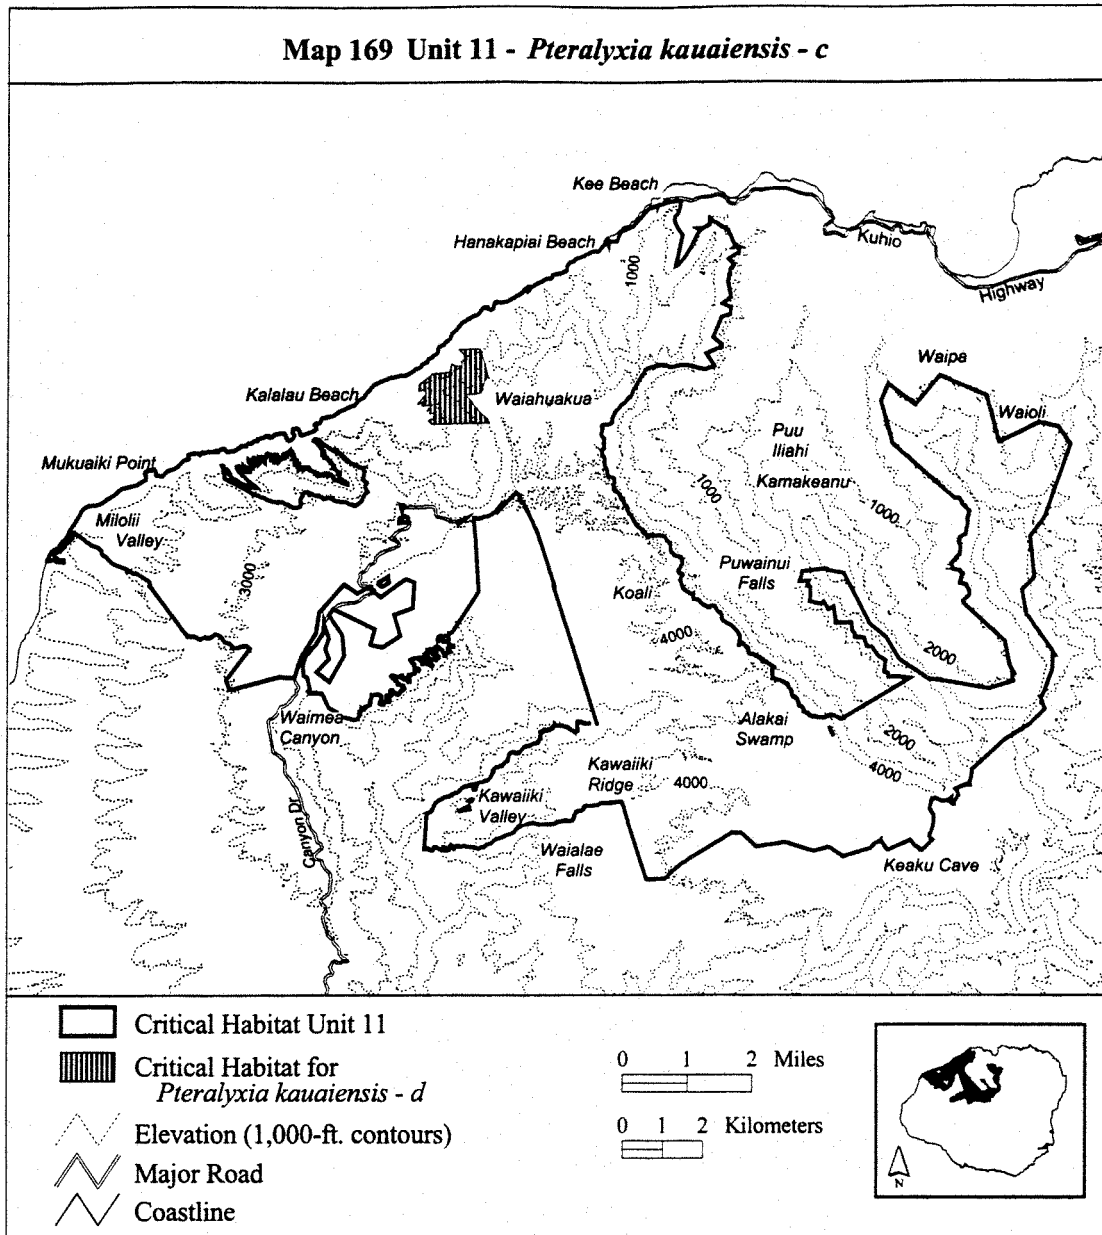 Map 169 Unit 11 - Pteralyxia kauaiensis - c
Kee Beach
Hanakapiai Beach
Kuhio
Highway
1000
Waipa
Kalalau Beach
Waiahuakua
Waioli
Puu
Iliahi
Mukuaiki Point
Kamakeanu
1000
1000
Milolii
Valley
3000
Puwainui
Falls
Koali
4000
2000
Waimea
Canyon
Alakai
Swamp
2000
4000
Kawaiiki
Ridge
4000
Kawaiiki
Valley
Canyon Dr
Waialae
Falls
Keaku Cave
Critical Habitat Unit 11
Critical Habitat for
Pteralyxia kauaiensis - d
Elevation (1,000-ft. contours)
Major Road
Coastline
0 1 2 Miles
0 1 2 Kilometers
N